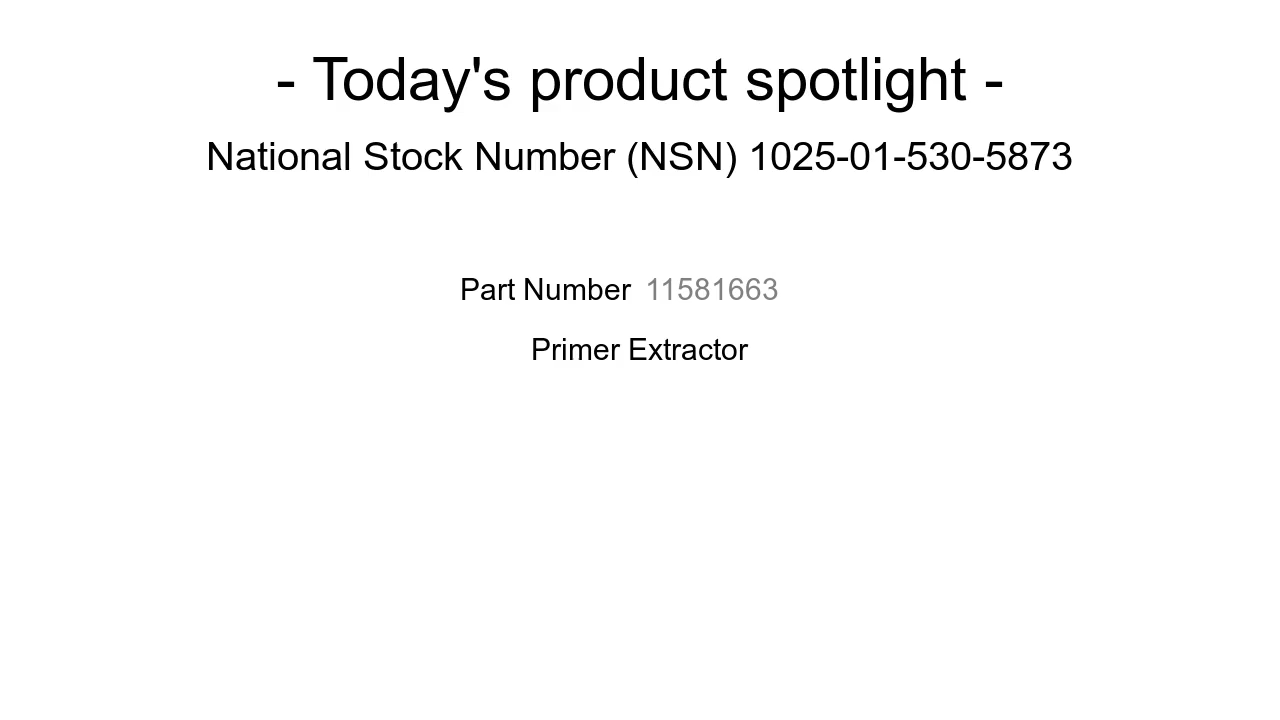 - Today's product spotlight -
National Stock Number (NSN) 1025-01-530-5873
Part Number 11581663
Primer Extractor